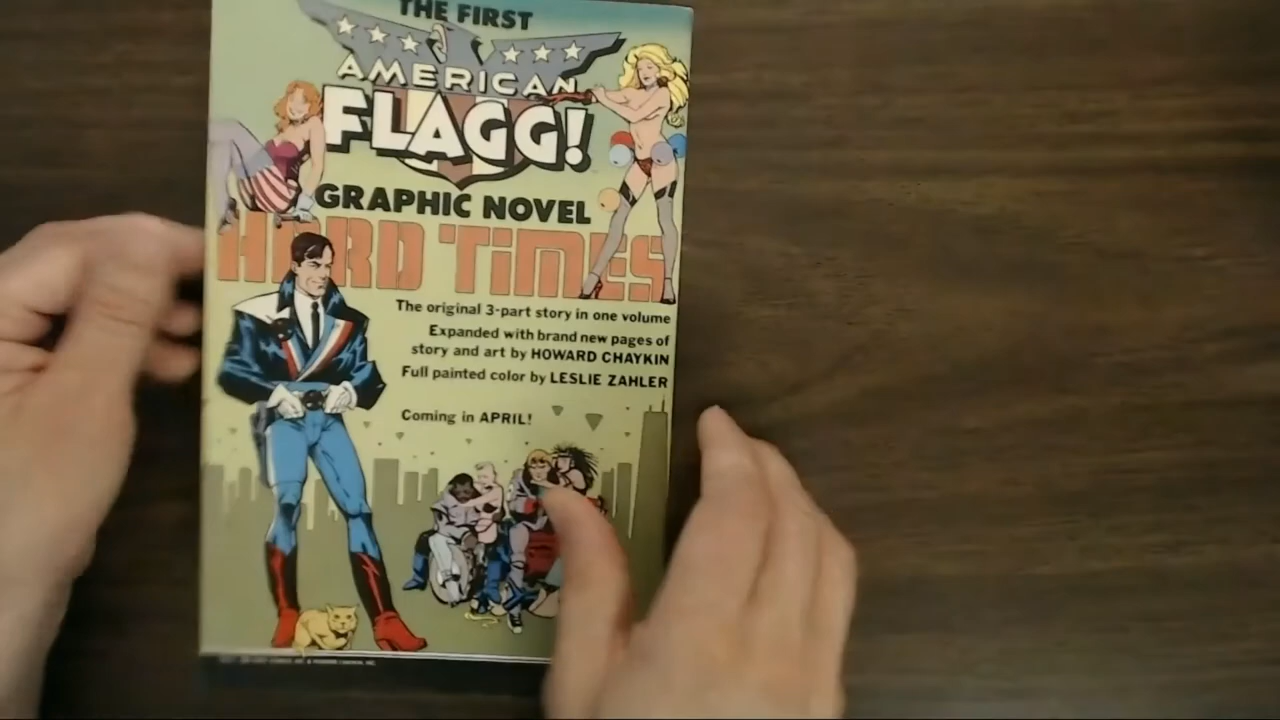 THE FIRST
AMERICAN
FLAGG!
GRAPHIC NOVEL
HARD TIMES
The original 3-part story in one volume
Expanded with brand new pages of
story and art by HOWARD CHAYKIN
Full painted color by LESLIE ZAHLER
Coming in APRIL!